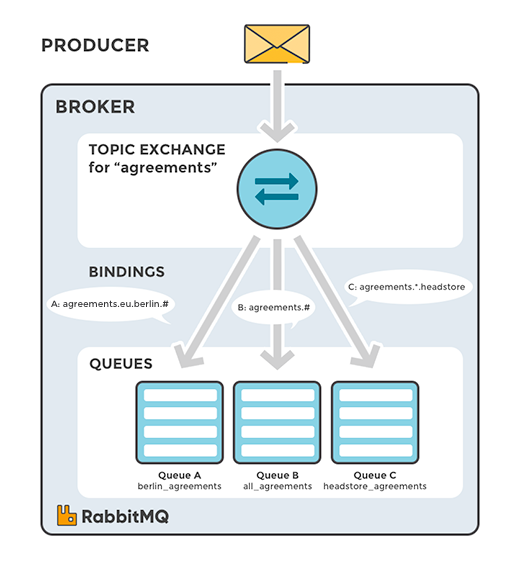 PRODUCER
BROKER
TOPIC EXCHANGE
for “agreements”
BINDINGS
A: agreements.eu.berlin.#
B: agreements.#
C: agreements.*.headstore
QUEUES
Queue A
berlin_agreements
Queue B
all_agreements
Queue C
headstore_agreements
RabbitMQ